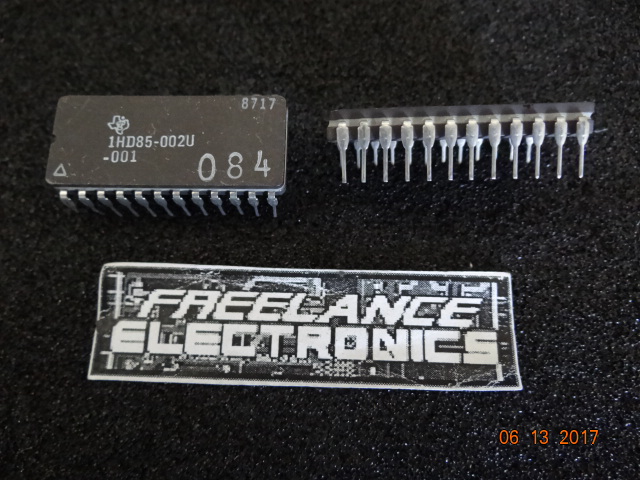 8717
1HD85-002U
-001
084
FREELANCE
ELECTRONICS
06 13 2017